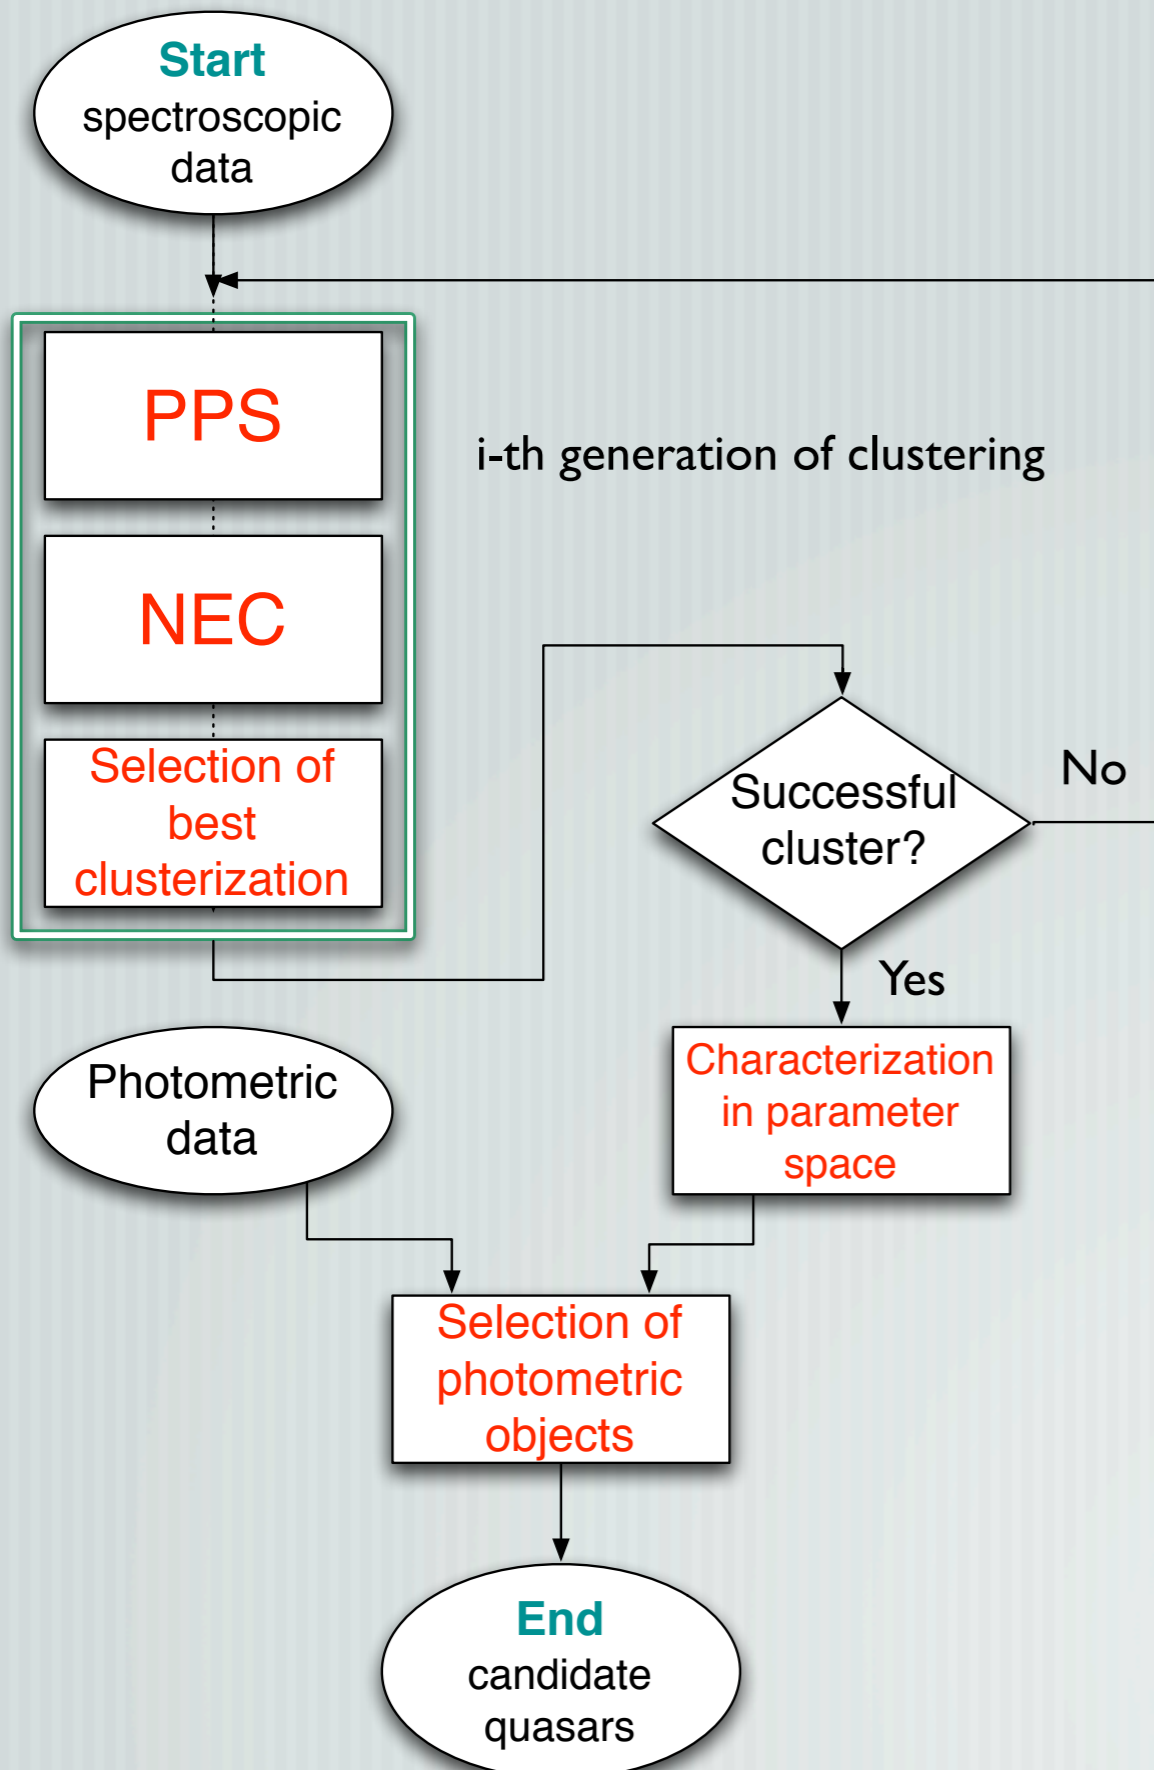 Start
spectroscopic
data
PPS
i-th generation of clustering
NEC
Selection of
best
clusterization
Successful
cluster?
No
Yes
Photometric
data
Characterization
in parameter
space
Selection of
photometric
objects
End
candidate
quasars